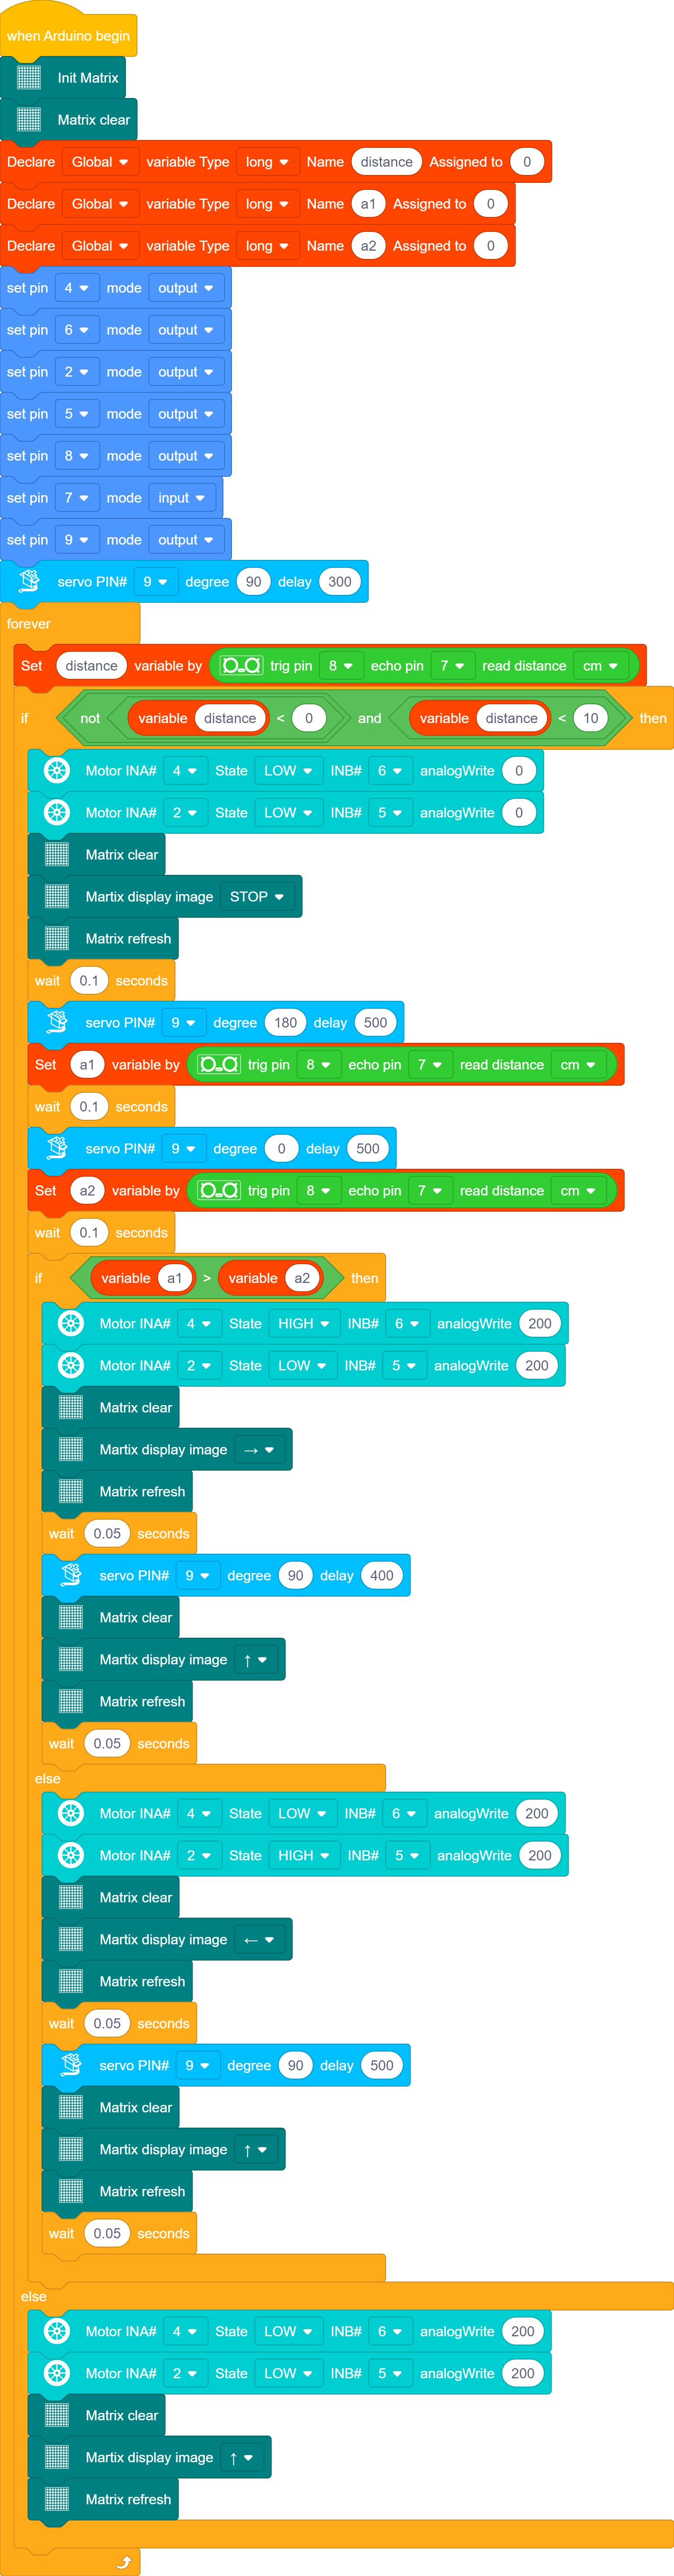 when Arduino begin
Init Matrix
Matrix clear
Declare Global variable Type long Name distance Assigned to 0
Declare Global variable Type long Name a1 Assigned to 0
Declare Global variable Type long Name a2 Assigned to 0
set pin 4 mode output
set pin 6 mode output
set pin 2 mode output
set pin 5 mode output
set pin 8 mode output
set pin 7 mode input
set pin 9 mode output
servo PIN# 9 degree 90 delay 300
forever
Set distance variable by trig pin 8 echo pin 7 read distance cm
if not variable distance < 0 and variable distance < 10 then
Motor INA# 4 State LOW INB# 6 analogWrite 0
Motor INA# 2 State LOW INB# 5 analogWrite 0
Matrix clear
Martix display image STOP
Matrix refresh
wait 0.1 seconds
servo PIN# 9 degree 180 delay 500
Set a1 variable by trig pin 8 echo pin 7 read distance cm
wait 0.1 seconds
servo PIN# 9 degree 0 delay 500
Set a2 variable by trig pin 8 echo pin 7 read distance cm
wait 0.1 seconds
if variable a1 > variable a2 then
Motor INA# 4 State HIGH INB# 6 analogWrite 200
Motor INA# 2 State LOW INB# 5 analogWrite 200
Matrix clear
Martix display image →
Matrix refresh
wait 0.05 seconds
servo PIN# 9 degree 90 delay 400
Matrix clear
Martix display image ↑
Matrix refresh
wait 0.05 seconds
else
Motor INA# 4 State LOW INB# 6 analogWrite 200
Motor INA# 2 State HIGH INB# 5 analogWrite 200
Matrix clear
Martix display image ←
Matrix refresh
wait 0.05 seconds
servo PIN# 9 degree 90 delay 500
Matrix clear
Martix display image ↑
Matrix refresh
wait 0.05 seconds
else
Motor INA# 4 State LOW INB# 6 analogWrite 200
Motor INA# 2 State LOW INB# 5 analogWrite 200
Matrix clear
Martix display image ↑
Matrix refresh